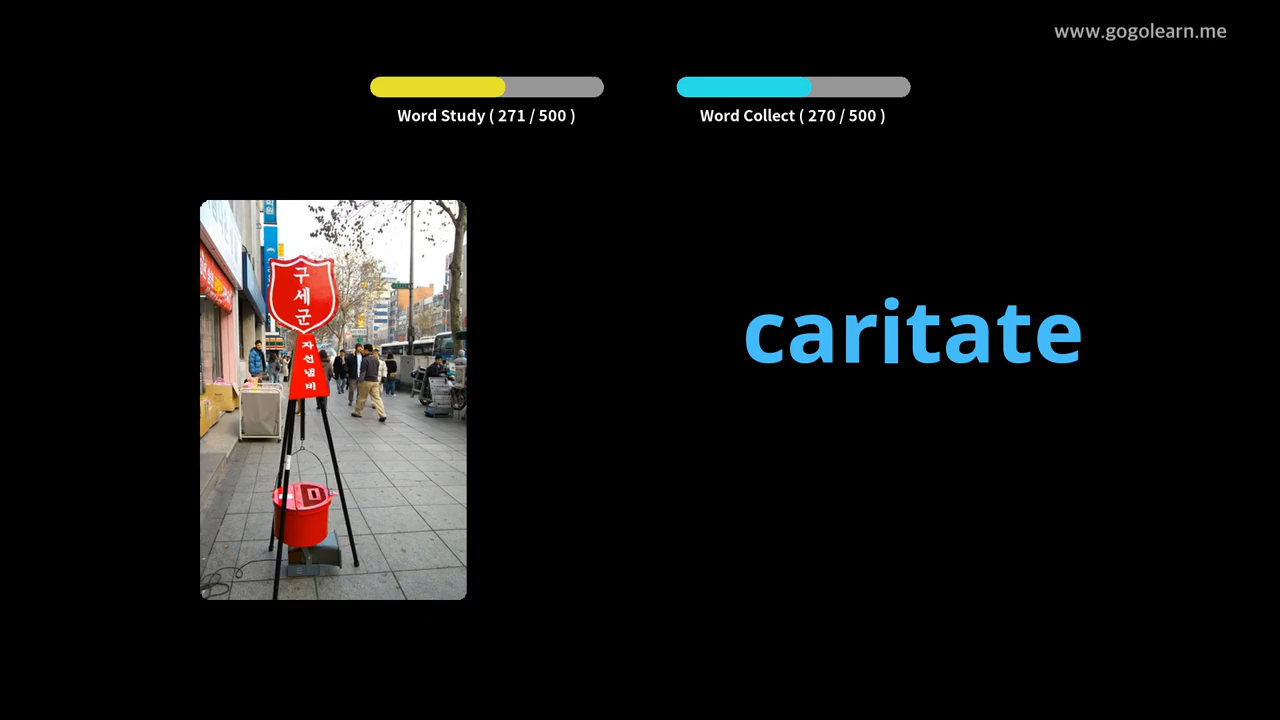 www.gogolearn.me
Word Study ( 271 / 500 )
Word Collect ( 270 / 500 )
구세군
자선냄비
caritate